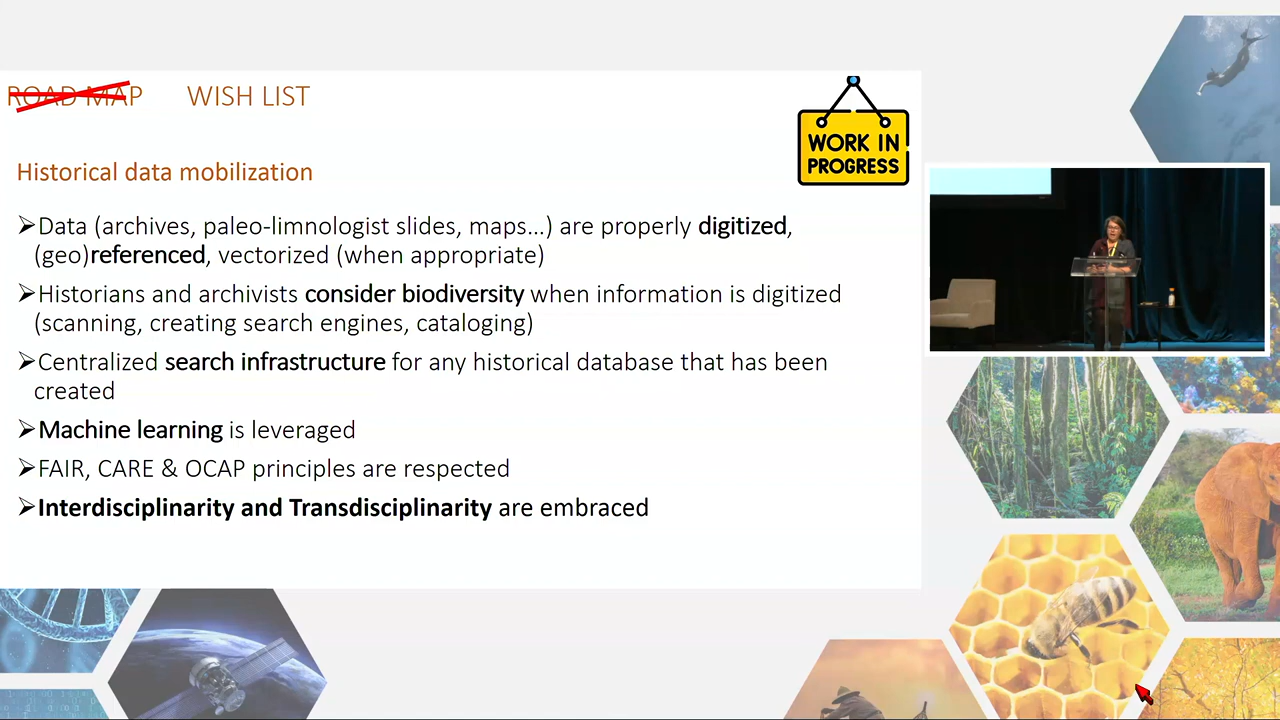 ROAD MAP WISH LIST
WORK IN
PROGRESS
Historical data mobilization
➢Data (archives, paleo-limnologist slides, maps…) are properly digitized,
(geo)referenced, vectorized (when appropriate)
➢Historians and archivists consider biodiversity when information is digitized
(scanning, creating search engines, cataloging)
➢Centralized search infrastructure for any historical database that has been
created
➢Machine learning is leveraged
➢FAIR, CARE & OCAP principles are respected
➢Interdisciplinarity and Transdisciplinarity are embraced